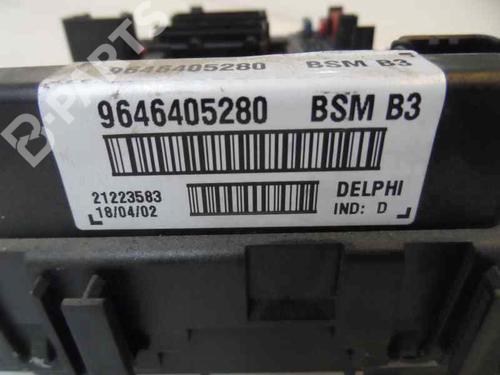 9646405280 BSM B3
9646405280 BSM B3
21223583 DELPHI
18/04/02 IND: D
B-PARTS